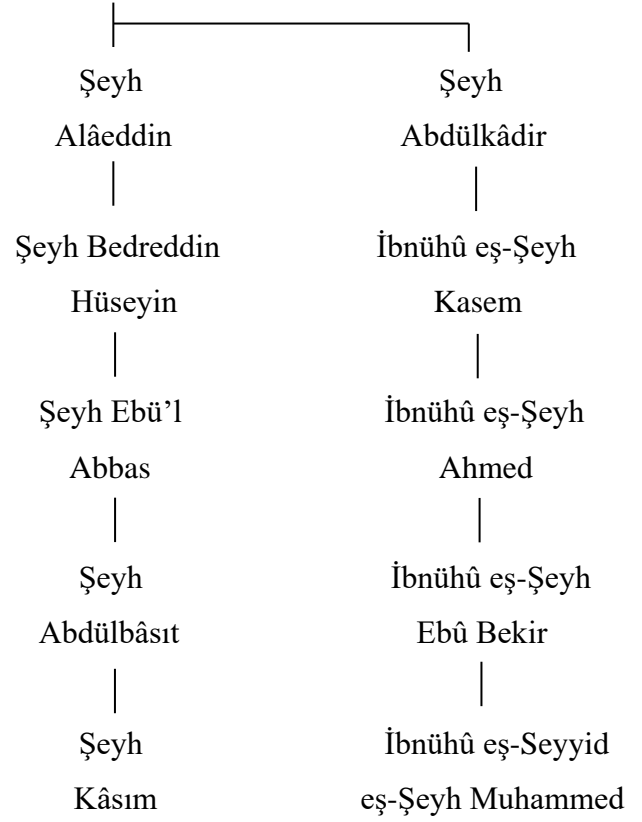 Şeyh
Alâeddin
Şeyh Bedreddin
Hüseyin
Şeyh Ebü’l
Abbas
Şeyh
Abdülbâsıt
Şeyh
Kâsım
Şeyh
Abdülkâdir
İbnühû eş-Şeyh
Kasem
İbnühû eş-Şeyh
Ahmed
İbnühû eş-Şeyh
Ebû Bekir
İbnühû eş-Seyyid
eş-Şeyh Muhammed